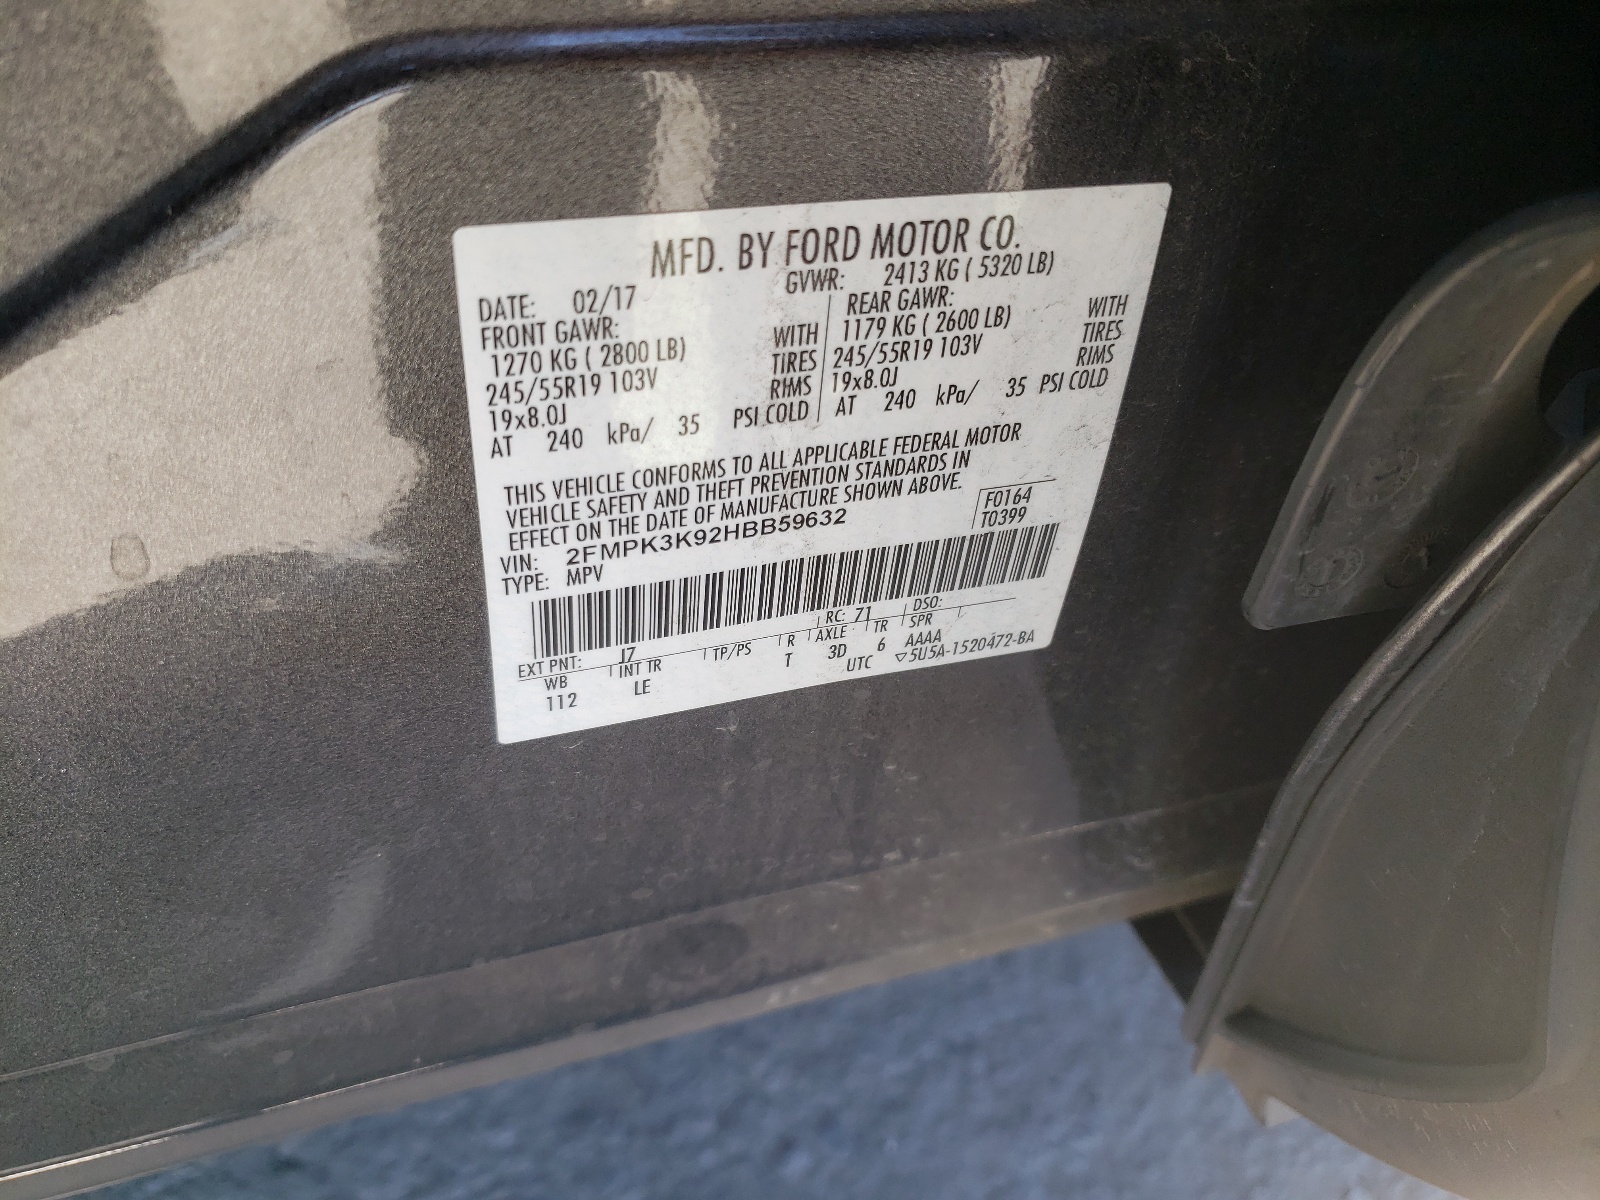 MFD. BY FORD MOTOR CO.
DATE: 02/17 GVWR: 2413 KG ( 5320 LB)
FRONT GAWR: REAR GAWR:
1270 KG ( 2800 LB) WITH 1179 KG ( 2600 LB) WITH
245/55R19 103V TIRES 245/55R19 103V TIRES
19x8.0J RIMS 19x8.0J RIMS
AT 240 kPa/ 35 PSI COLD AT 240 kPa/ 35 PSI COLD
THIS VEHICLE CONFORMS TO ALL APPLICABLE FEDERAL MOTOR
VEHICLE SAFETY AND THEFT PREVENTION STANDARDS IN
EFFECT ON THE DATE OF MANUFACTURE SHOWN ABOVE.
F0164
T0399
VIN: 2FMPK3K92HBB59632
TYPE: MPV
EXT PNT: J7 RC: 71 DSO:
WB INT TR TP/PS R AXLE TR SPR
112 LE T 3D 6 AAAA
UTC ▽5U5A-1520472-BA